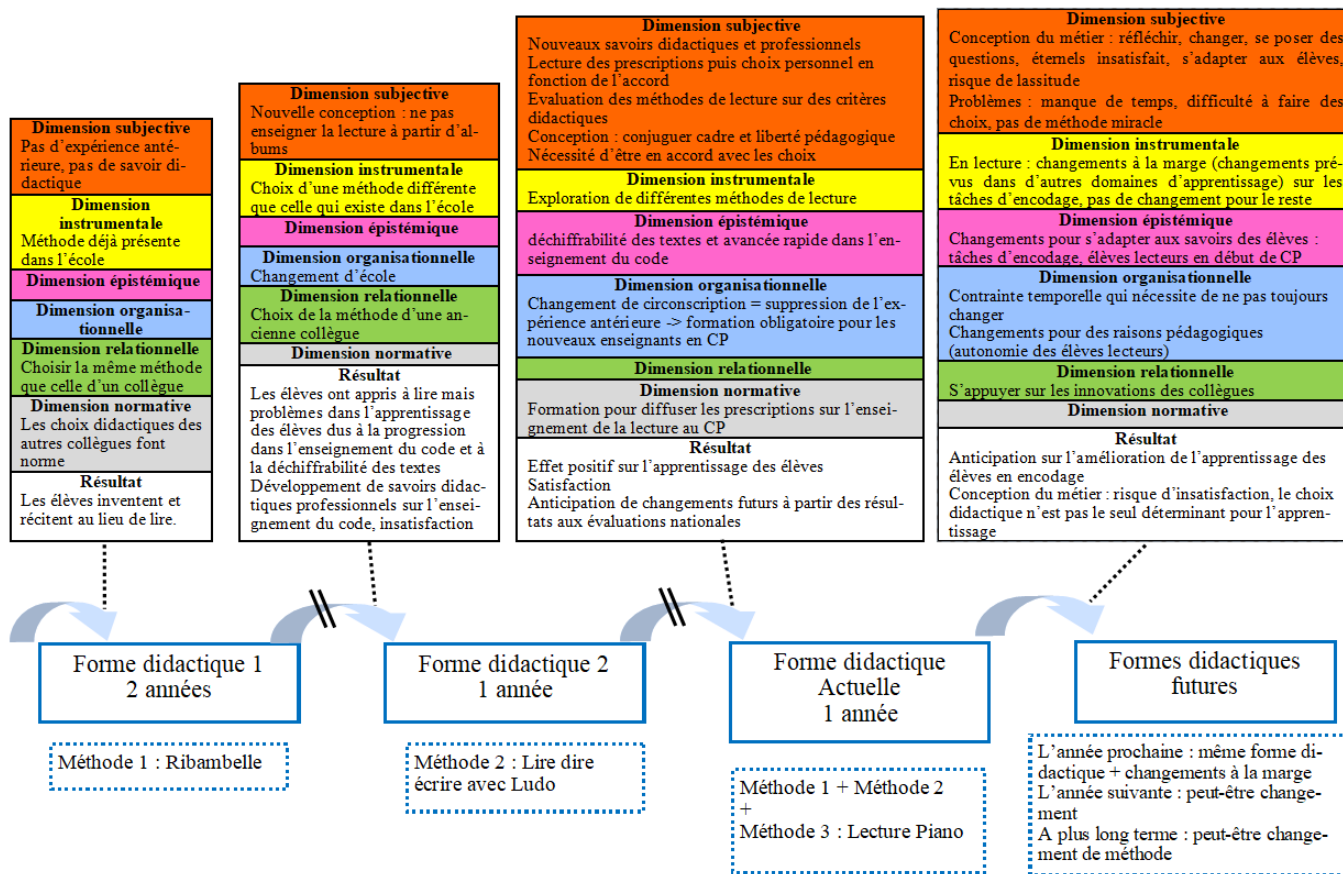 Dimension subjective
Pas d'expérience anté-
rieure, pas de savoir di-
dactique
Dimension
instrumentale
Méthode déjà présente
dans l'école
Dimension épistémique
Dimension organisa-
tionnelle
Dimension relationnelle
Choisir la même méthode
que celle d'un collègue
Dimension normative
Les choix didactiques des
autres collègues font
norme
Résultat
Les élèves inventent et
récitent au lieu de lire.
Dimension subjective
Nouvelle conception : ne pas
enseigner la lecture à partir d'al-
bums
Dimension instrumentale
Choix d'une méthode différente
que celle qui existe dans l'école
Dimension épistémique
Dimension organisationnelle
Changement d'école
Dimension relationnelle
Choix de la méthode d'une an-
cienne collègue
Dimension normative
Résultat
Les élèves ont appris à lire mais
problèmes dans l'apprentissage
des élèves dus à la progression
dans l'enseignement du code et à
la déchiffrabilité des textes
Développement de savoirs didac-
tiques professionnels sur l'ensei-
gnement du code, insatisfaction
Dimension subjective
Nouveaux savoirs didactiques et professionnels
Lecture des prescriptions puis choix personnel en
fonction de l'accord
Evaluation des méthodes de lecture sur des critères
didactiques
Conception : conjuguer cadre et liberté pédagogique
Nécessité d'être en accord avec les choix
Dimension instrumentale
Exploration de différentes méthodes de lecture
Dimension épistémique
déchiffrabilité des textes et avancée rapide dans l'en-
seignement du code
Dimension organisationnelle
Changement de circonscription = suppression de l'ex-
périence antérieure -> formation obligatoire pour les
nouveaux enseignants en CP
Dimension relationnelle
Dimension normative
Formation pour diffuser les prescriptions sur l'ensei-
gnement de la lecture au CP
Résultat
Effet positif sur l'apprentissage des élèves
Satisfaction
Anticipation de changements futurs à partir des résul-
tats aux évaluations nationales
Dimension subjective
Conception du métier : réfléchir, changer, se poser des
questions, éternels insatisfait, s'adapter aux élèves,
risque de lassitude
Problèmes : manque de temps, difficulté à faire des
choix, pas de méthode miracle
Dimension instrumentale
En lecture : changements à la marge (changements pré-
vus dans d'autres domaines d'apprentissage) sur les
tâches d'encodage, pas de changement pour le reste
Dimension épistémique
Changements pour s'adapter aux savoirs des élèves :
tâches d'encodage, élèves lecteurs en début de CP
Dimension organisationnelle
Contrainte temporelle qui nécessite de ne pas toujours
changer
Changements pour des raisons pédagogiques
(autonomie des élèves lecteurs)
Dimension relationnelle
S'appuyer sur les innovations des collègues
Dimension normative
Résultat
Anticipation sur l'amélioration de l'apprentissage des
élèves en encodage
Conception du métier : risque d'insatisfaction, le choix
didactique n'est pas le seul déterminant pour l'appren-
tissage
Forme didactique 1
2 années
Forme didactique 2
1 année
Forme didactique
Actuelle
1 année
Formes didactiques
futures
Méthode 1 : Ribambelle
Méthode 2 : Lire dire
écrire avec Ludo
Méthode 1 + Méthode 2
+
Méthode 3 : Lecture Piano
L'année prochaine : même forme di-
dactique + changements à la marge
L'année suivante : peut-être change-
ment
A plus long terme : peut-être change-
ment de méthode